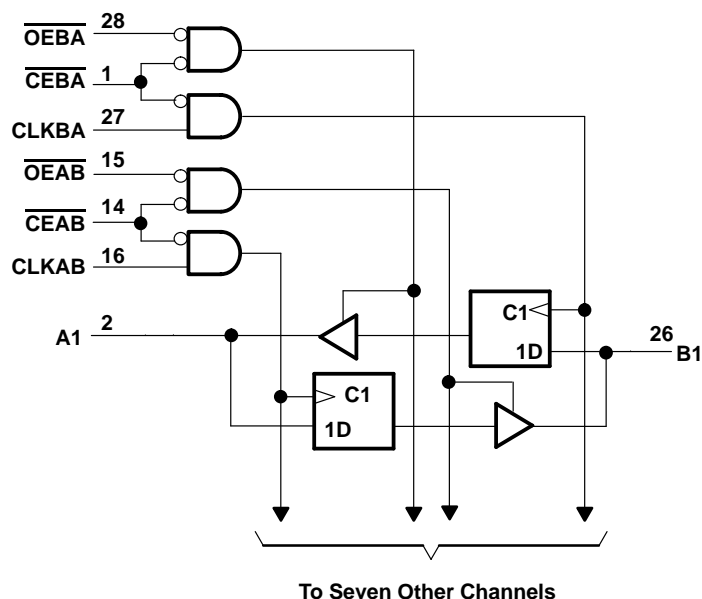 OEBA 28
CEBA 1
CLKBA 27
OEAB 15
CEAB 14
CLKAB 16
A1 2
C1
1D
26 B1
C1
1D
To Seven Other Channels